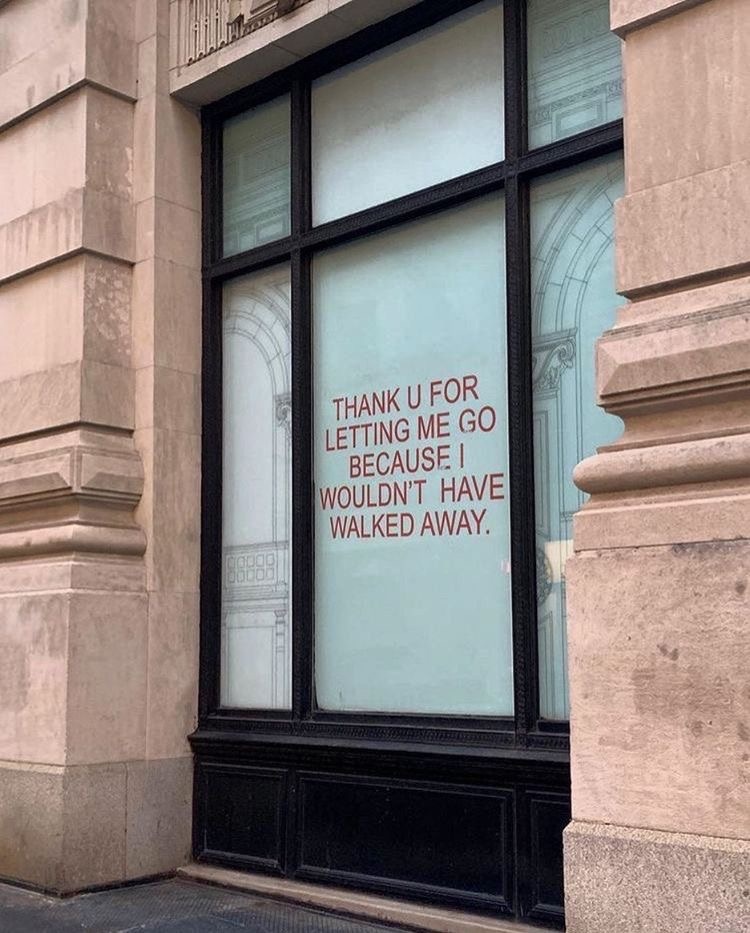 THANK U FOR
LETTING ME GO
BECAUSE I
WOULDN'T HAVE
WALKED AWAY.